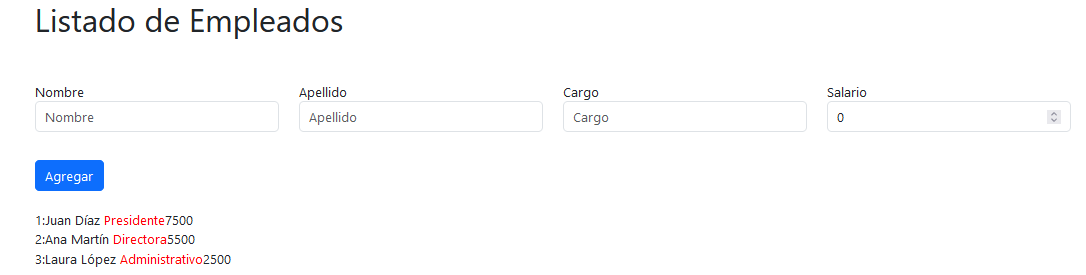 Listado de Empleados
Nombre Apellido Cargo Salario
Nombre Apellido Cargo 0
Agregar
1:Juan Díaz Presidente7500
2:Ana Martín Directora5500
3:Laura López Administrativo2500